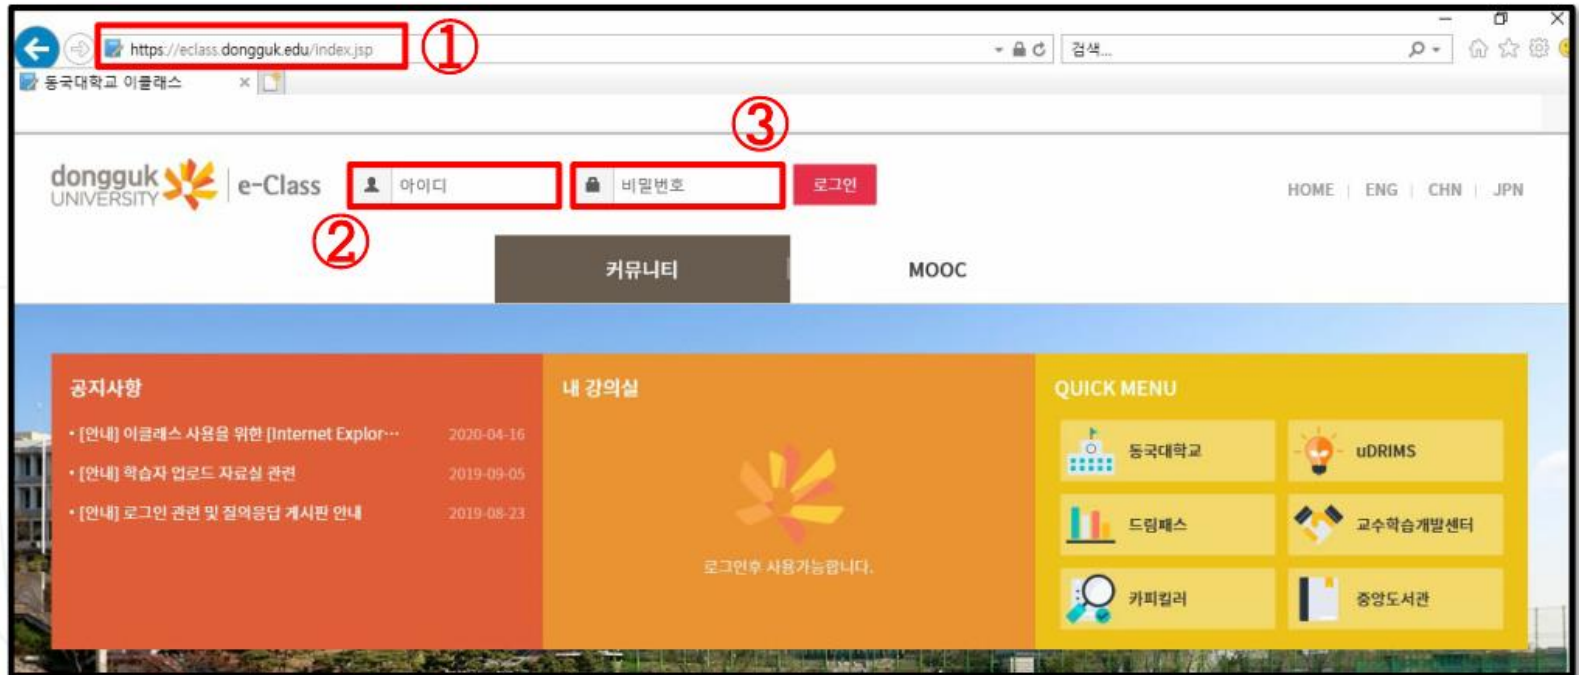 ①
https://eclass.dongguk.edu/index.jsp
검색...
동국대학교 이클래스
③
dongguk UNIVERSITY e-Class 아이디 비밀번호 로그인
HOME | ENG | CHN | JPN
②
커뮤니티 MOOC
공지사항
• [안내] 이클래스 사용을 위한 [Internet Explor··· 2020-04-16
• [안내] 학습자 업로드 자료실 관련 2019-09-05
• [안내] 로그인 관련 및 질의응답 게시판 안내 2019-08-23
내 강의실
로그인후 사용가능합니다.
QUICK MENU
동국대학교 uDRIMS
드림패스 교수학습개발센터
카피킬러 중앙도서관